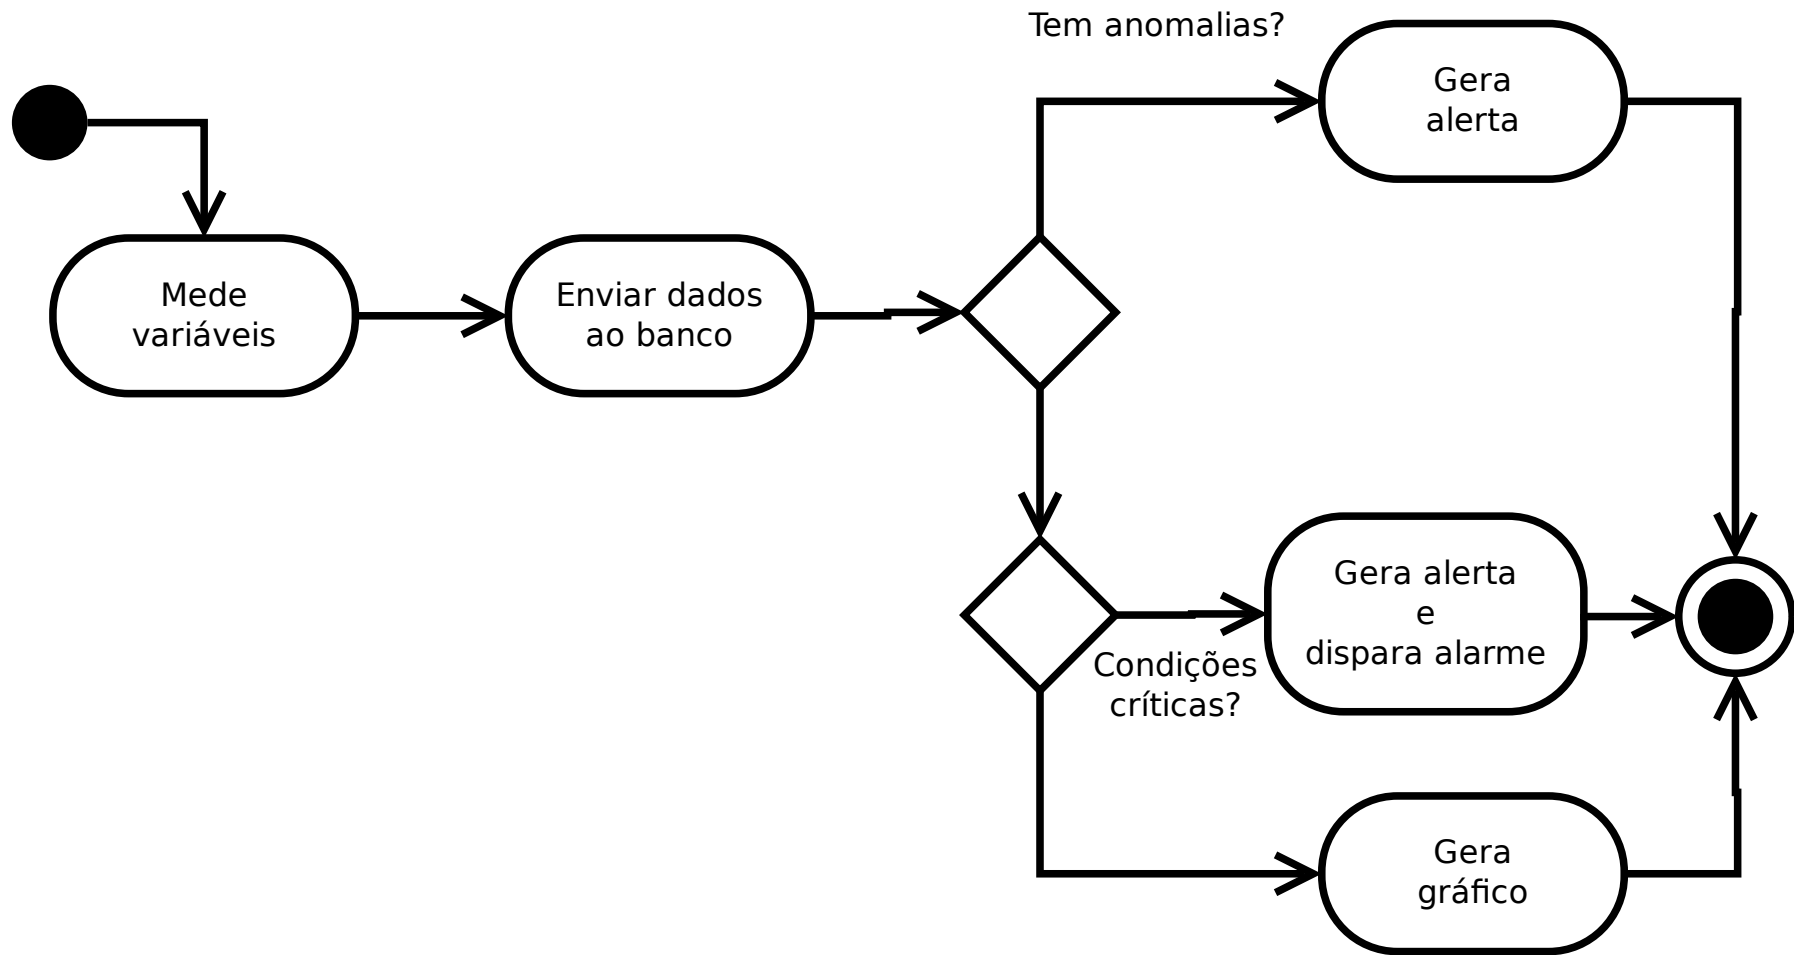 Tem anomalias?
Gera
alerta
Mede
variáveis
Enviar dados
ao banco
Gera alerta
e
dispara alarme
Condições
críticas?
Gera
gráfico